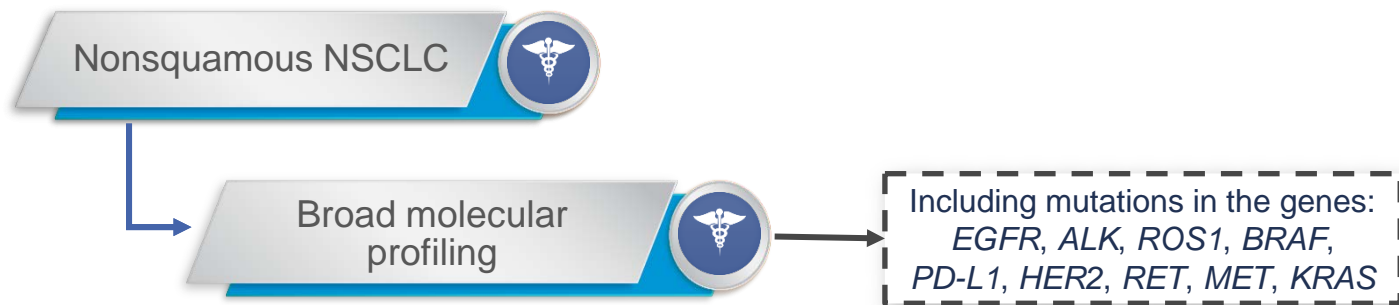 Nonsquamous NSCLC
Broad molecular
profiling
Including mutations in the genes:
EGFR, ALK, ROS1, BRAF,
PD-L1, HER2, RET, MET, KRAS